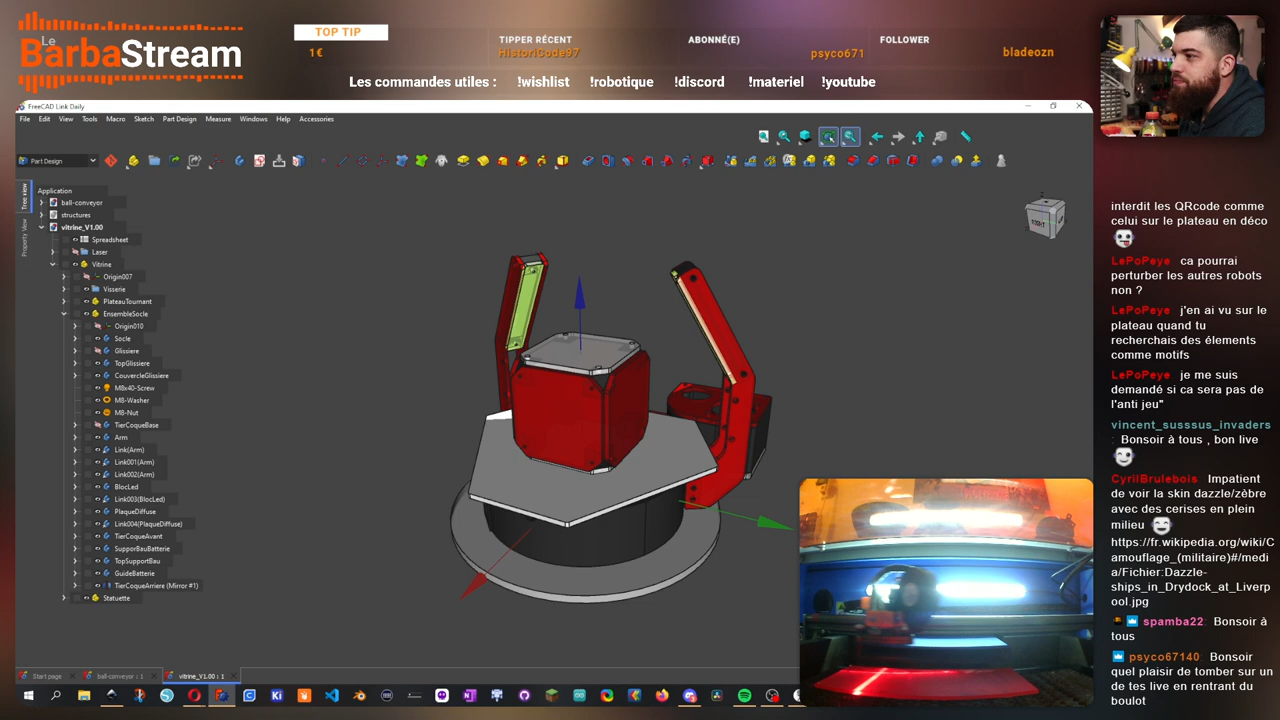 Le
BarbaStream
TOP TIP
1€
TIPPER RÉCENT
HistoriCode97
ABONNÉ(E)
psyco671
FOLLOWER
bladeozn
Les commandes utiles : !wishlist !robotique !discord !materiel !youtube
FreeCAD Link Daily
File Edit View Tools Macro Sketch Part Design Measure Windows Help Accessories
Part Design
Tree view
Property View
Application
ball-conveyor
structures
vitrine_V1.00
Spreadsheet
Laser
Vitrine
Origin007
Visserie
PlateauTournant
EnsembleSocle
Origin010
Socle
Glissiere
TopGlissiere
CouvercleGlissiere
M8x40-Screw
M8-Washer
M8-Nut
TierCoqueBase
Arm
Link(Arm)
Link001(Arm)
Link002(Arm)
BlocLed
Link003(BlocLed)
PlaqueDiffuse
Link004(PlaqueDiffuse)
TierCoqueAvant
SupporBauBatterie
TopSupportBau
GuideBatterie
TierCoqueArriere (Mirror #1)
Statuette
Z
RIGHT
Start page
ball-conveyor : 1
vitrine_V1.00 : 1
interdit les QRcode comme
celui sur le plateau en déco
LePoPeye ca pourrai
perturber les autres robots
non ?
LePoPeye j'en ai vu sur le
plateau quand tu
recherchais des élements
comme motifs
LePoPeye je me suis
demandé si ca sera pas de
l'anti jeu"
vincent_susssus_invaders
: Bonsoir à tous , bon live
CyrilBrulebois Impatient
de voir la skin dazzle/zèbre
avec des cerises en plein
milieu
https://fr.wikipedia.org/wiki/C
amouflage_(militaire)#/medi
a/Fichier:Dazzle-
ships_in_Drydock_at_Liverp
ool.jpg
spamba22: Bonsoir à
tous
psyco67140: Bonsoir
quel plaisir de tomber sur un
de tes live en rentrant du
boulot